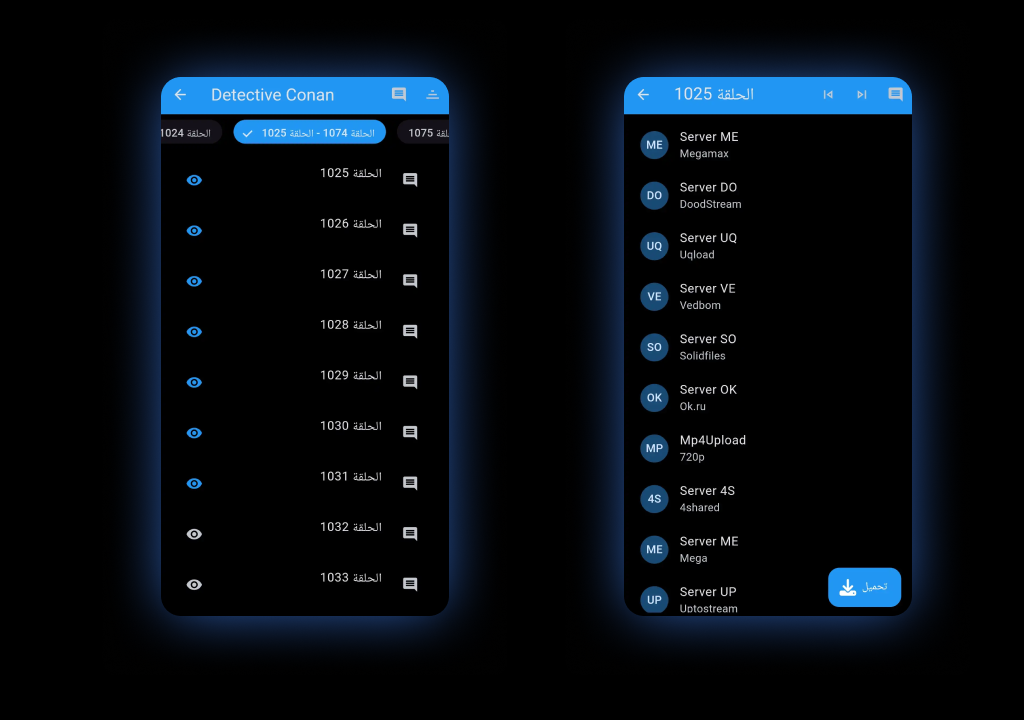 Detective Conan
الحلقة 1024
الحلقة 1025 - الحلقة 1074
1075
الحلقة 1025
الحلقة 1026
الحلقة 1027
الحلقة 1028
الحلقة 1029
الحلقة 1030
الحلقة 1031
الحلقة 1032
الحلقة 1033
الحلقة 1025
ME
Server ME
Megamax
DO
Server DO
DoodStream
UQ
Server UQ
Uqload
VE
Server VE
Vedbom
SO
Server SO
Solidfiles
OK
Server OK
Ok.ru
MP
Mp4Upload
720p
4S
Server 4S
4shared
ME
Server ME
Mega
UP
Server UP
Uptostream
تحميل